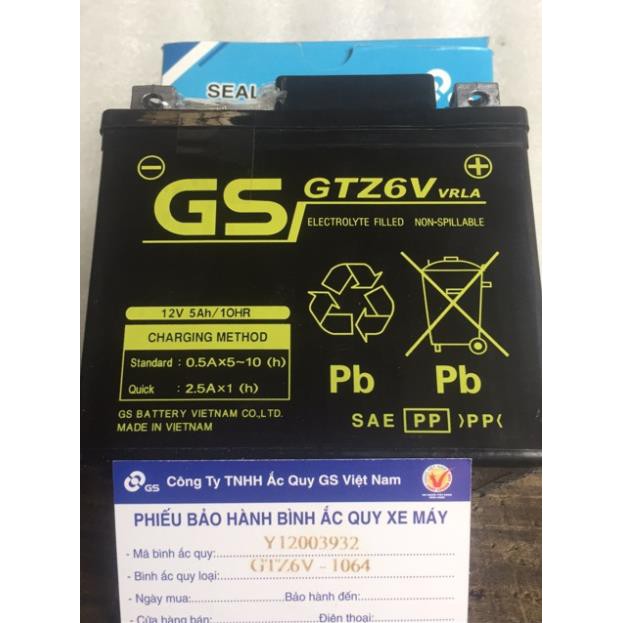 SEAL
GS
GTZ6V VRLA
ELECTROLYTE FILLED NON-SPILLABLE
12V 5Ah/10HR
CHARGING METHOD
Standard : 0.5A×5~10 (h)
Quick : 2.5A×1 (h)
GS BATTERY VIETNAM CO.,LTD.
MADE IN VIETNAM
Pb
Pb
SAE PP >PP<
GS Công Ty TNHH Ắc Quy GS Việt Nam
PHIẾU BẢO HÀNH BÌNH ẮC QUY XE MÁY
- Mã bình ắc quy: Y12003932
- Bình ắc quy loại: GTZ6V - 1064
- Ngày mua: Bảo hành đến:
- Cửa hàng bán: Điện thoại: